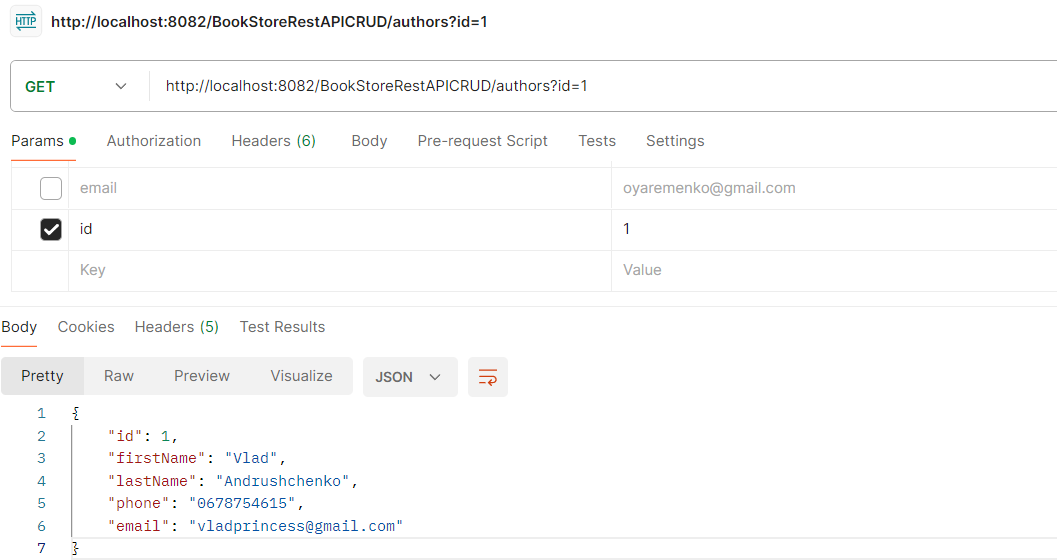 HTTP http://localhost:8082/BookStoreRestAPICRUD/authors?id=1
GET http://localhost:8082/BookStoreRestAPICRUD/authors?id=1
Params Authorization Headers (6) Body Pre-request Script Tests Settings
email oyaremenko@gmail.com
id 1
Key Value
Body Cookies Headers (5) Test Results
Pretty Raw Preview Visualize JSON
1 {
2 "id": 1,
3 "firstName": "Vlad",
4 "lastName": "Andrushchenko",
5 "phone": "0678754615",
6 "email": "vladprincess@gmail.com"
7 }